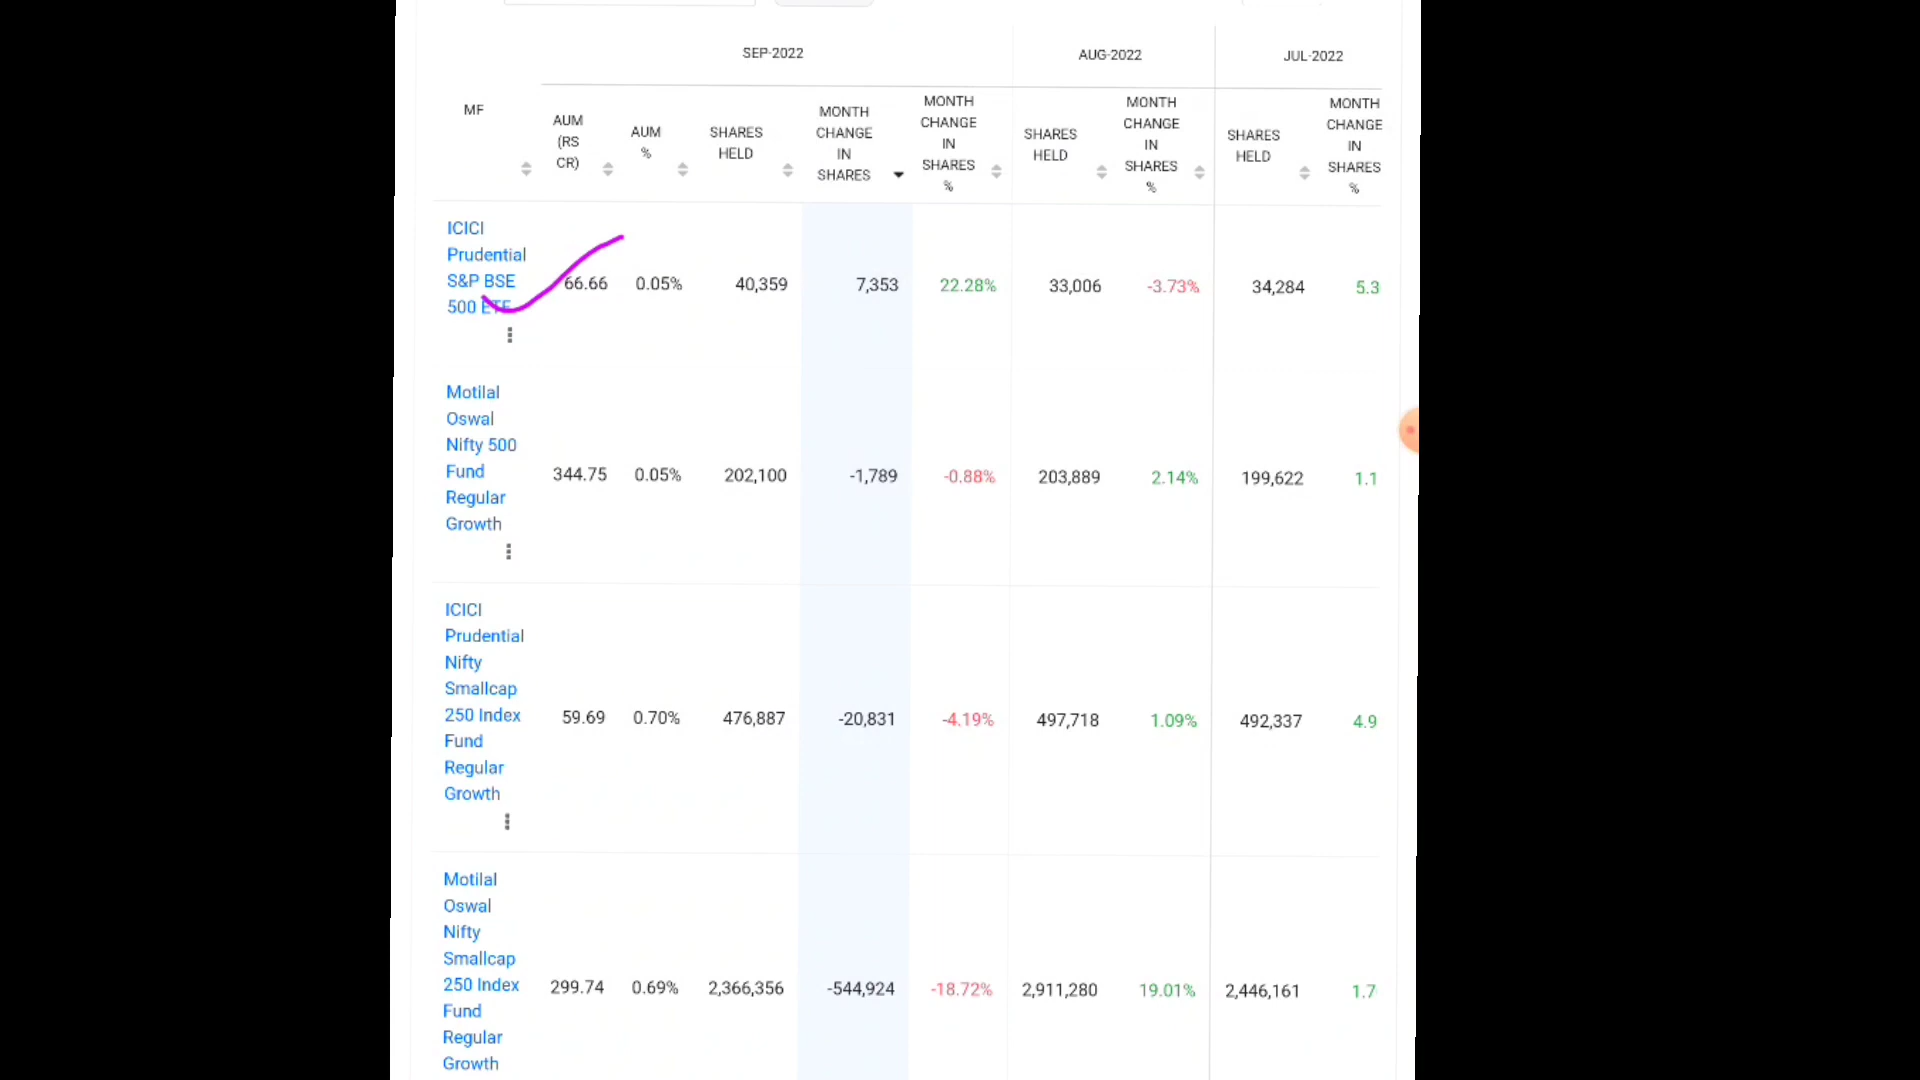 SEP-2022 AUG-2022 JUL-2022
MF AUM (RS CR) AUM % SHARES HELD MONTH CHANGE IN SHARES MONTH CHANGE IN SHARES % SHARES HELD MONTH CHANGE IN SHARES % SHARES HELD MONTH CHANGE IN SHARES %
ICICI
Prudential
S&P BSE
500 ETF
66.66 0.05% 40,359 7,353 22.28% 33,006 -3.73% 34,284 5.3
Motilal
Oswal
Nifty 500
Fund
Regular
Growth
344.75 0.05% 202,100 -1,789 -0.88% 203,889 2.14% 199,622 1.1
ICICI
Prudential
Nifty
Smallcap
250 Index
Fund
Regular
Growth
59.69 0.70% 476,887 -20,831 -4.19% 497,718 1.09% 492,337 4.9
Motilal
Oswal
Nifty
Smallcap
250 Index
Fund
Regular
Growth
299.74 0.69% 2,366,356 -544,924 -18.72% 2,911,280 19.01% 2,446,161 1.7